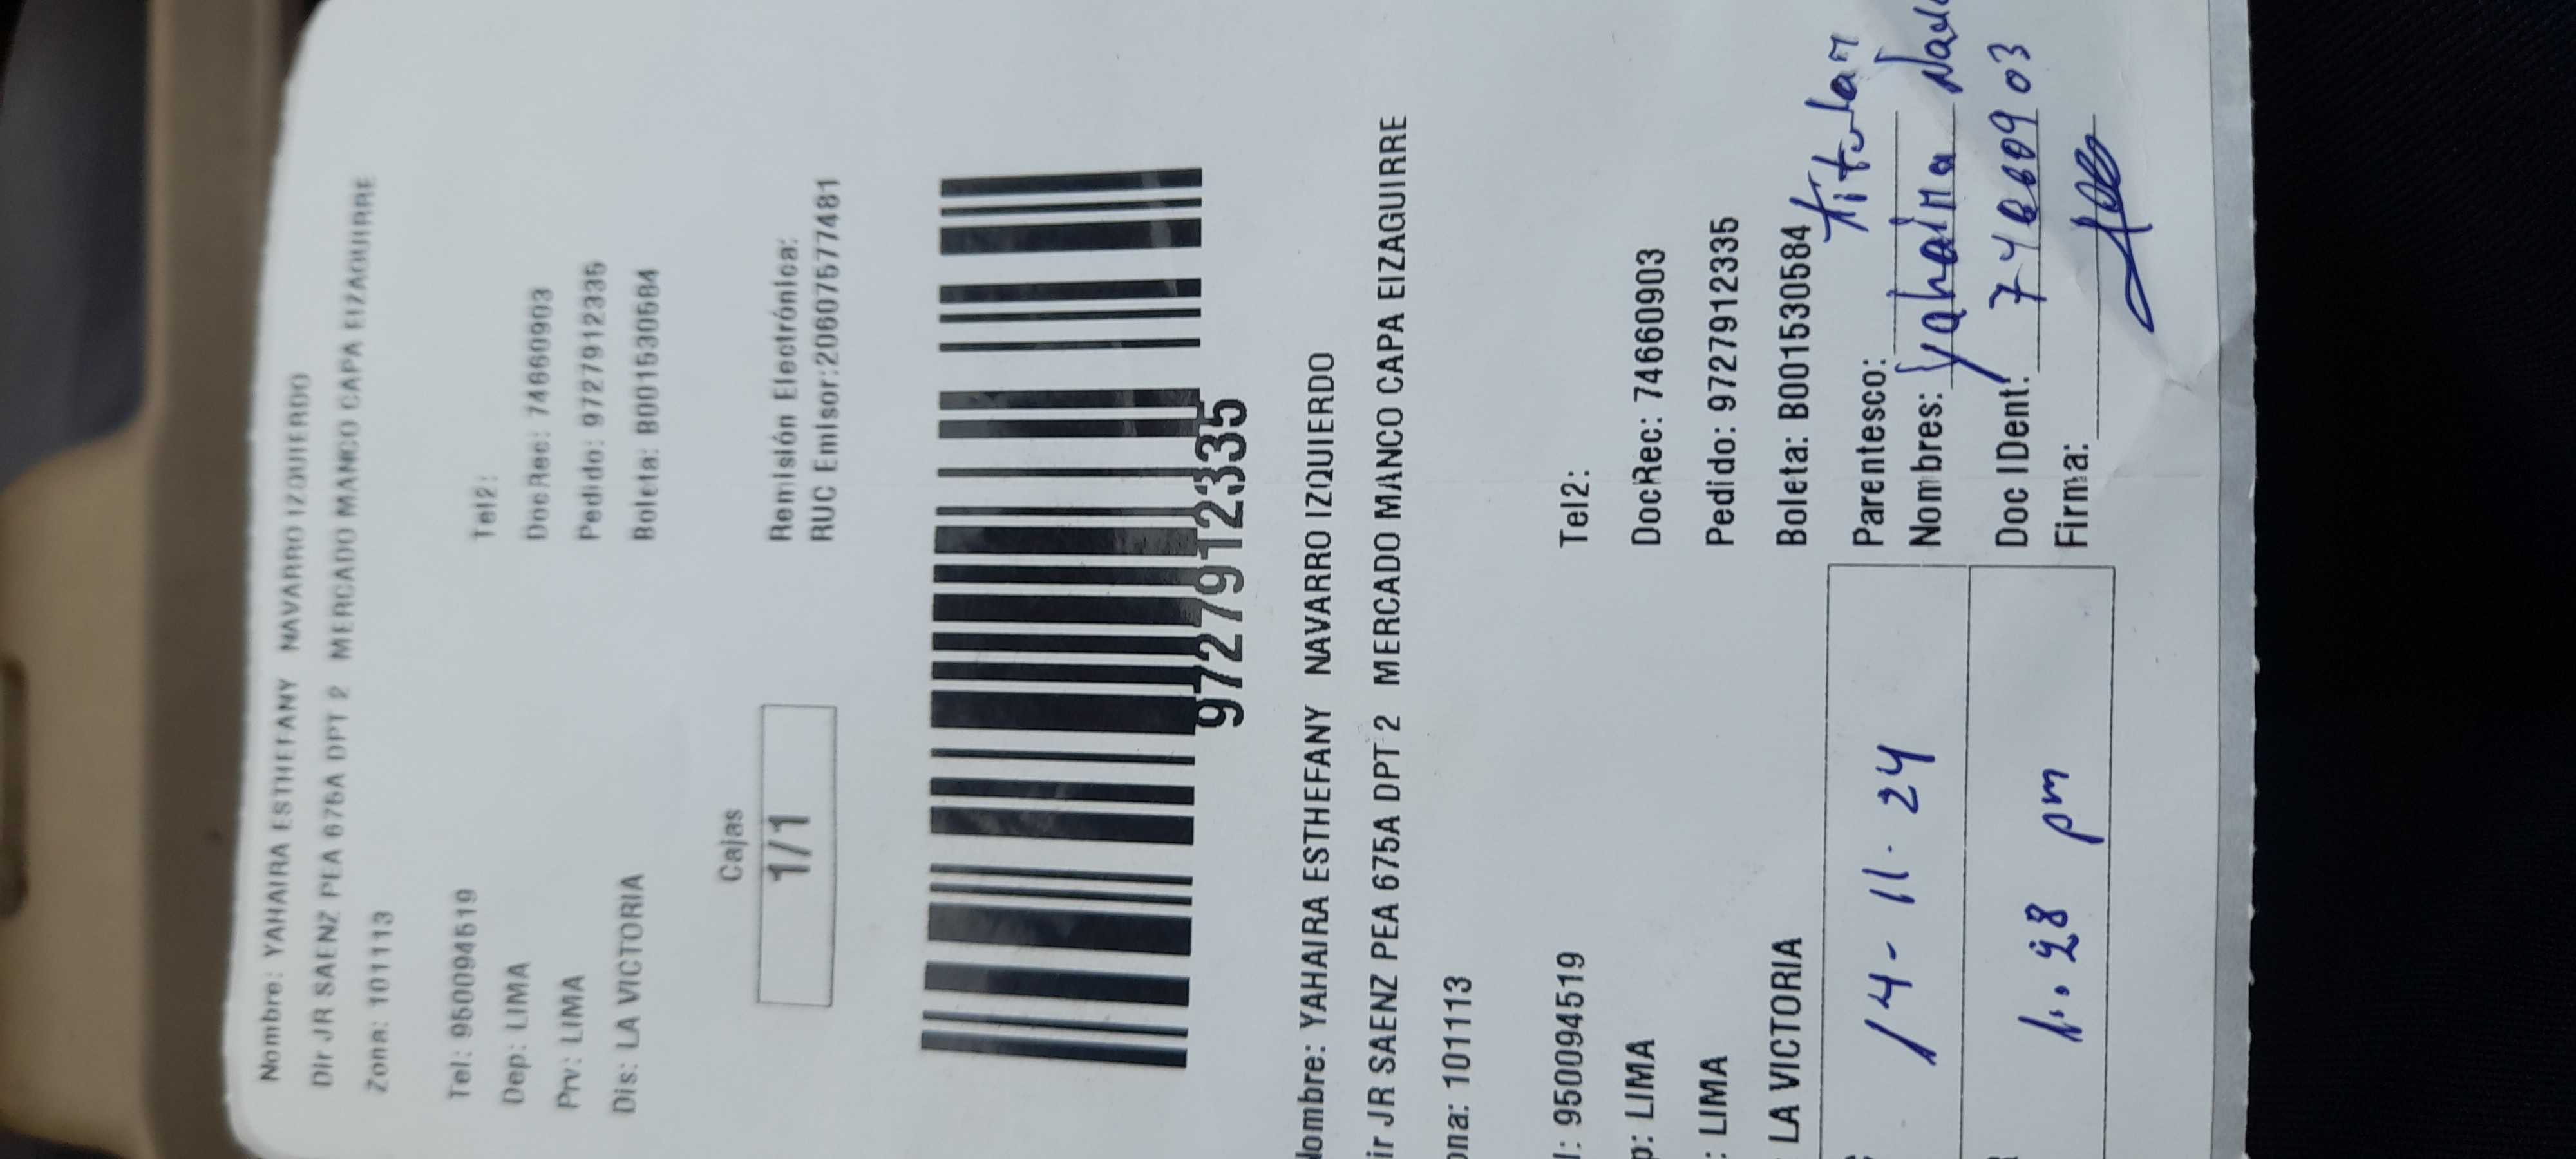 Nombre: YAHAIRA ESTHEFANY NAVARRO IZQUIERDO
Dir JR SAENZ PEA 675A DPT 2 MERCADO MANCO CAPA EIZAGUIRRE
Zona: 101113
Tel: 950094519 Tel2:
Dep: LIMA DocRec: 74660903
Prv: LIMA Pedido: 9727912335
Dis: LA VICTORIA Boleta: B001530584
Cajas
1/1
Remisión Electrónica:
RUC Emisor:20607577481
9727912335
Nombre: YAHAIRA ESTHEFANY NAVARRO IZQUIERDO
ir JR SAENZ PEA 675A DPT 2 MERCADO MANCO CAPA EIZAGUIRRE
ona: 101113
l: 950094519 Tel2:
p: LIMA DocRec: 74660903
: LIMA Pedido: 9727912335
LA VICTORIA Boleta: B001530584
14-11-24 Parentesco: Titular
Nombres: Yahaira
1:28 pm Doc IDent: 74660903
Firma: